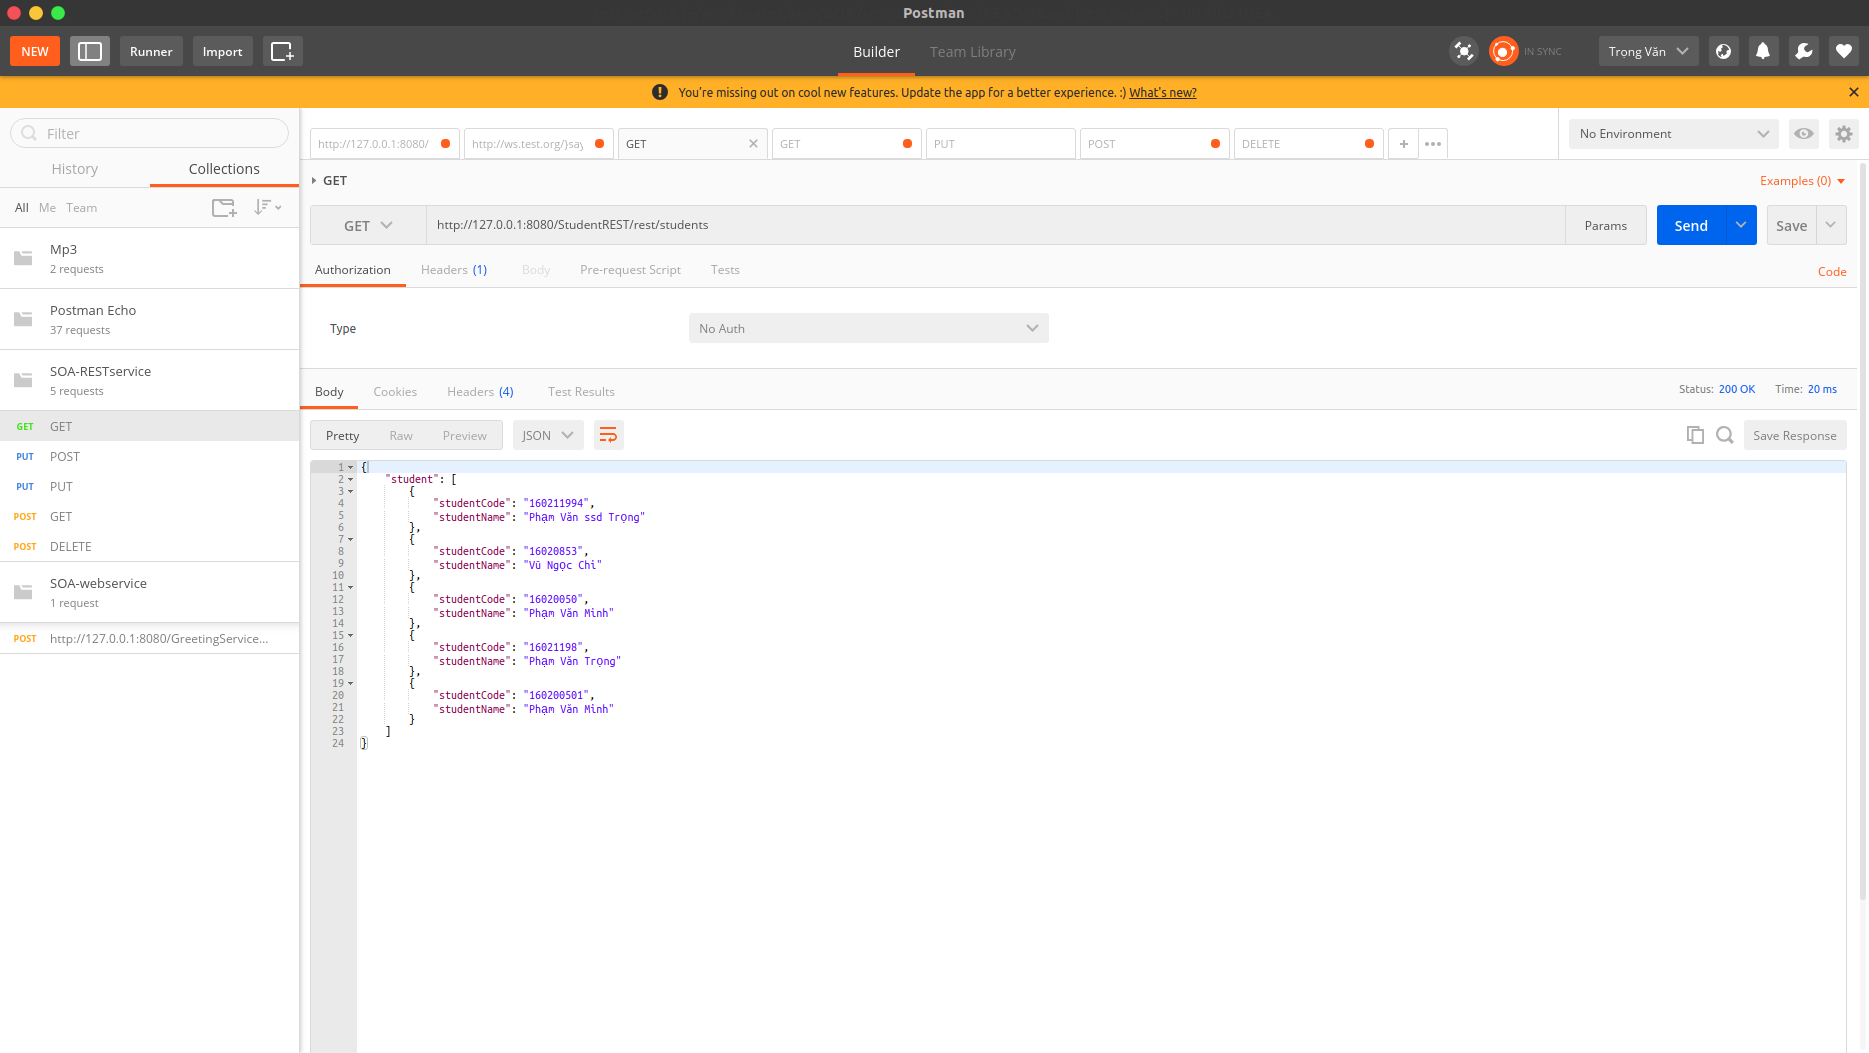 Postman
NEW
Runner
Import
Builder
Team Library
IN SYNC
Trọng Văn
You're missing out on cool new features. Update the app for a better experience. :) What's new?
Filter
History
Collections
All Me Team
Mp3
2 requests
Postman Echo
37 requests
SOA-RESTservice
5 requests
GET GET
PUT POST
PUT PUT
POST GET
POST DELETE
SOA-webservice
1 request
POST http://127.0.0.1:8080/GreetingService...
http://127.0.0.1:8080/
http://ws.test.org/}say
GET
GET
PUT
POST
DELETE
No Environment
GET
Examples (0)
GET
http://127.0.0.1:8080/StudentREST/rest/students
Params
Send
Save
Authorization
Headers (1)
Body
Pre-request Script
Tests
Code
Type
No Auth
Body
Cookies
Headers (4)
Test Results
Status: 200 OK
Time: 20 ms
Pretty
Raw
Preview
JSON
Save Response
1 {
2 "student": [
3 {
4 "studentCode": "160211994",
5 "studentName": "Phạm Văn ssd Trọng"
6 },
7 {
8 "studentCode": "16020853",
9 "studentName": "Vũ Ngọc Chi"
10 },
11 {
12 "studentCode": "16020050",
13 "studentName": "Phạm Văn Minh"
14 },
15 {
16 "studentCode": "16021198",
17 "studentName": "Phạm Văn Trọng"
18 },
19 {
20 "studentCode": "160200501",
21 "studentName": "Phạm Văn Minh"
22 }
23 ]
24 }